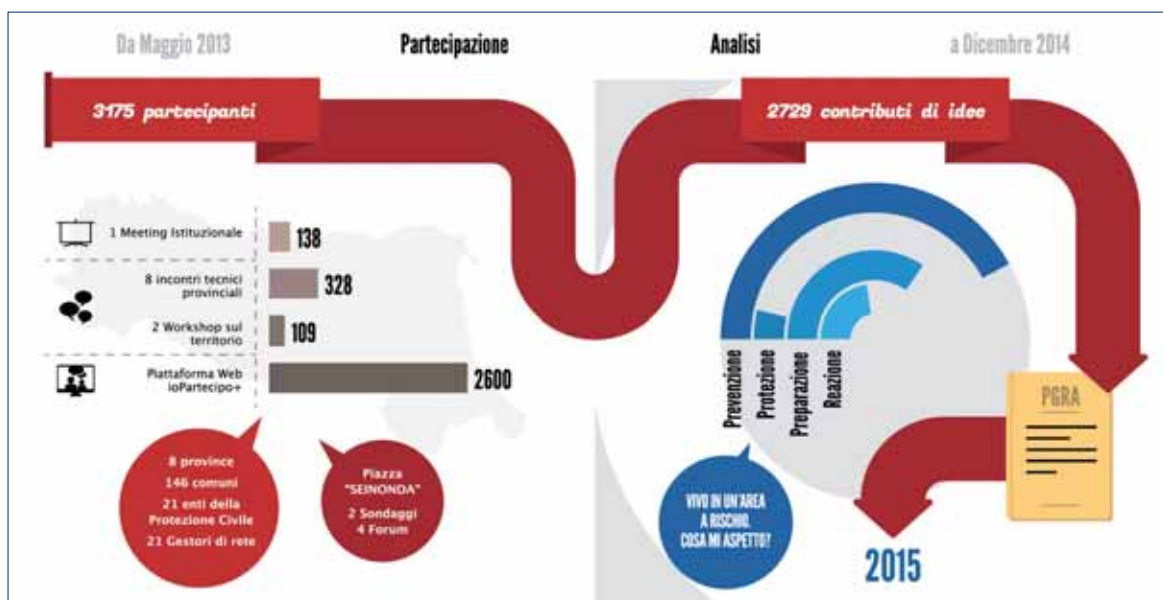 Da Maggio 2013
Partecipazione
Analisi
a Dicembre 2014
3175 partecipanti
2729 contributi di idee
1 Meeting Istituzionale
138
8 incontri tecnici
provinciali
328
2 Workshop sul
territorio
109
Piattaforma Web
ioPartecipo+
2600
8 province
146 comuni
21 enti della
Protezione Civile
21 Gestori di rete
Piazza
"SEINONDA"
2 Sondaggi
4 Forum
Prevenzione
Protezione
Preparazione
Reazione
VIVO IN UN'AREA
A RISCHIO.
COSA MI ASPETTO?
PGRA
2015